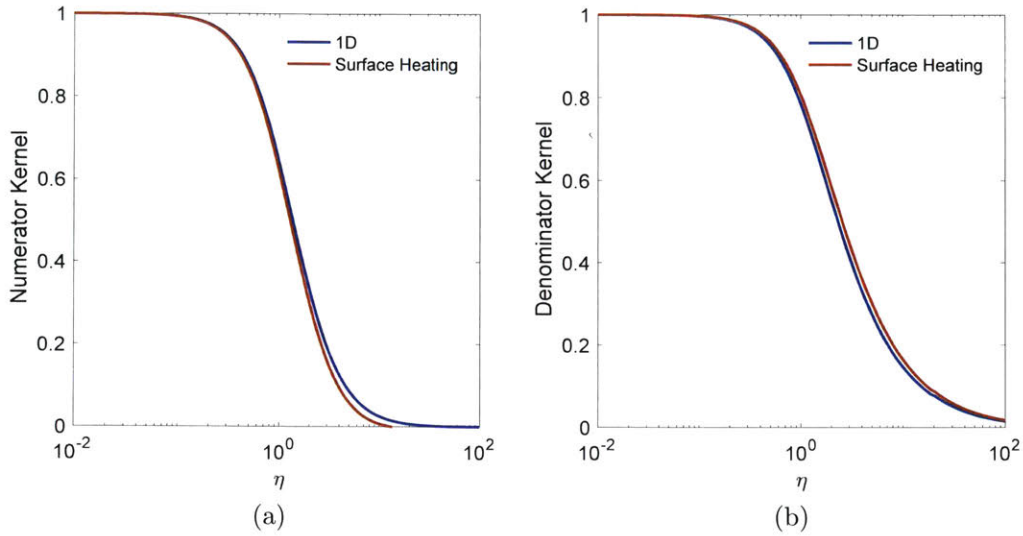 1
0.8
0.6
0.4
0.2
0
Numerator Kernel
1D
Surface Heating
10^-2
10^0
10^2
η
(a)
1
0.8
0.6
0.4
0.2
0
Denominator Kernel
1D
Surface Heating
10^-2
10^0
10^2
η
(b)